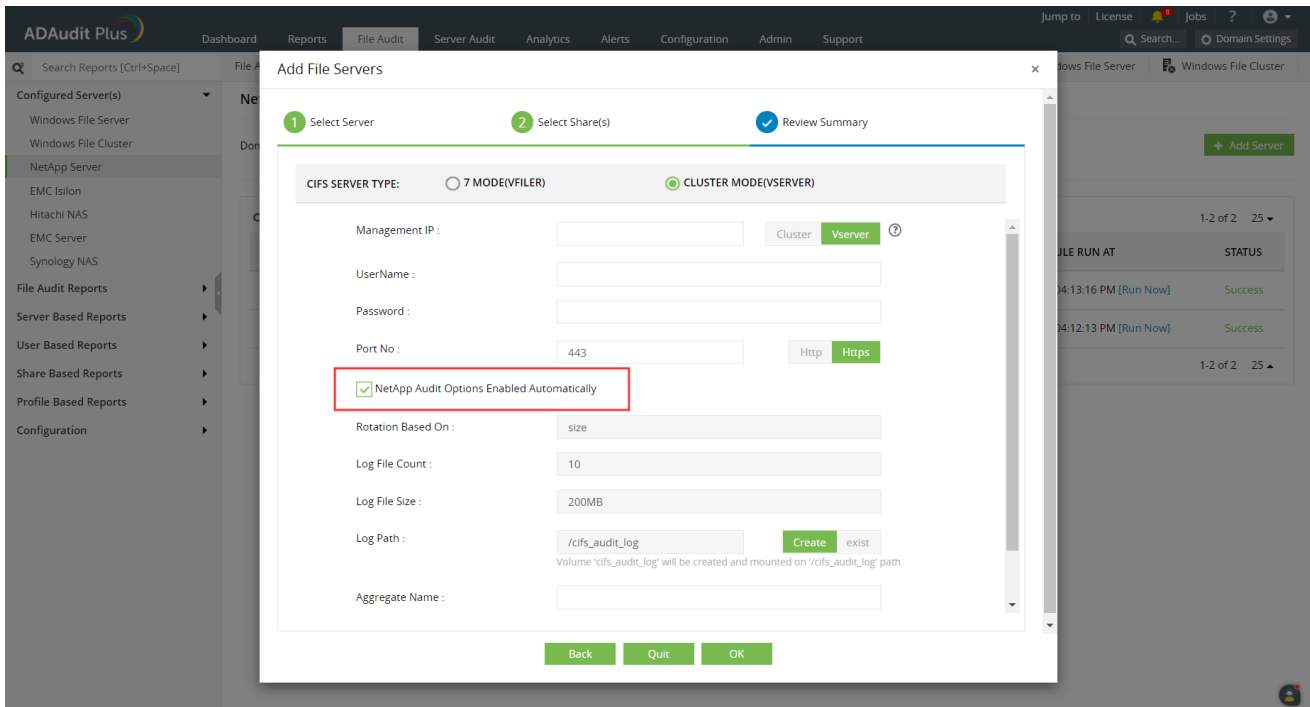 Jump to License 8 Jobs ?
ADAudit Plus
Dashboard Reports File Audit Server Audit Analytics Alerts Configuration Admin Support
Search... Domain Settings
Search Reports [Ctrl+Space]
File A
dows File Server Windows File Cluster
Add File Servers ×
Configured Server(s)
Windows File Server
Windows File Cluster
NetApp Server
EMC Isilon
Hitachi NAS
EMC Server
Synology NAS
File Audit Reports
Server Based Reports
User Based Reports
Share Based Reports
Profile Based Reports
Configuration
Ne
Don
+ Add Server
1 Select Server 2 Select Share(s) Review Summary
CIFS SERVER TYPE: 7 MODE(VFILER) CLUSTER MODE(VSERVER)
Management IP : Cluster Vserver ?
UserName :
Password :
Port No : 443 Http Https
NetApp Audit Options Enabled Automatically
Rotation Based On : size
Log File Count : 10
Log File Size : 200MB
Log Path : /cifs_audit_log Create exist
Volume 'cifs_audit_log' will be created and mounted on '/cifs_audit_log' path
Aggregate Name :
Back Quit OK
1-2 of 2 25
ULE RUN AT STATUS
04:13:16 PM [Run Now] Success
04:12:13 PM [Run Now] Success
1-2 of 2 25